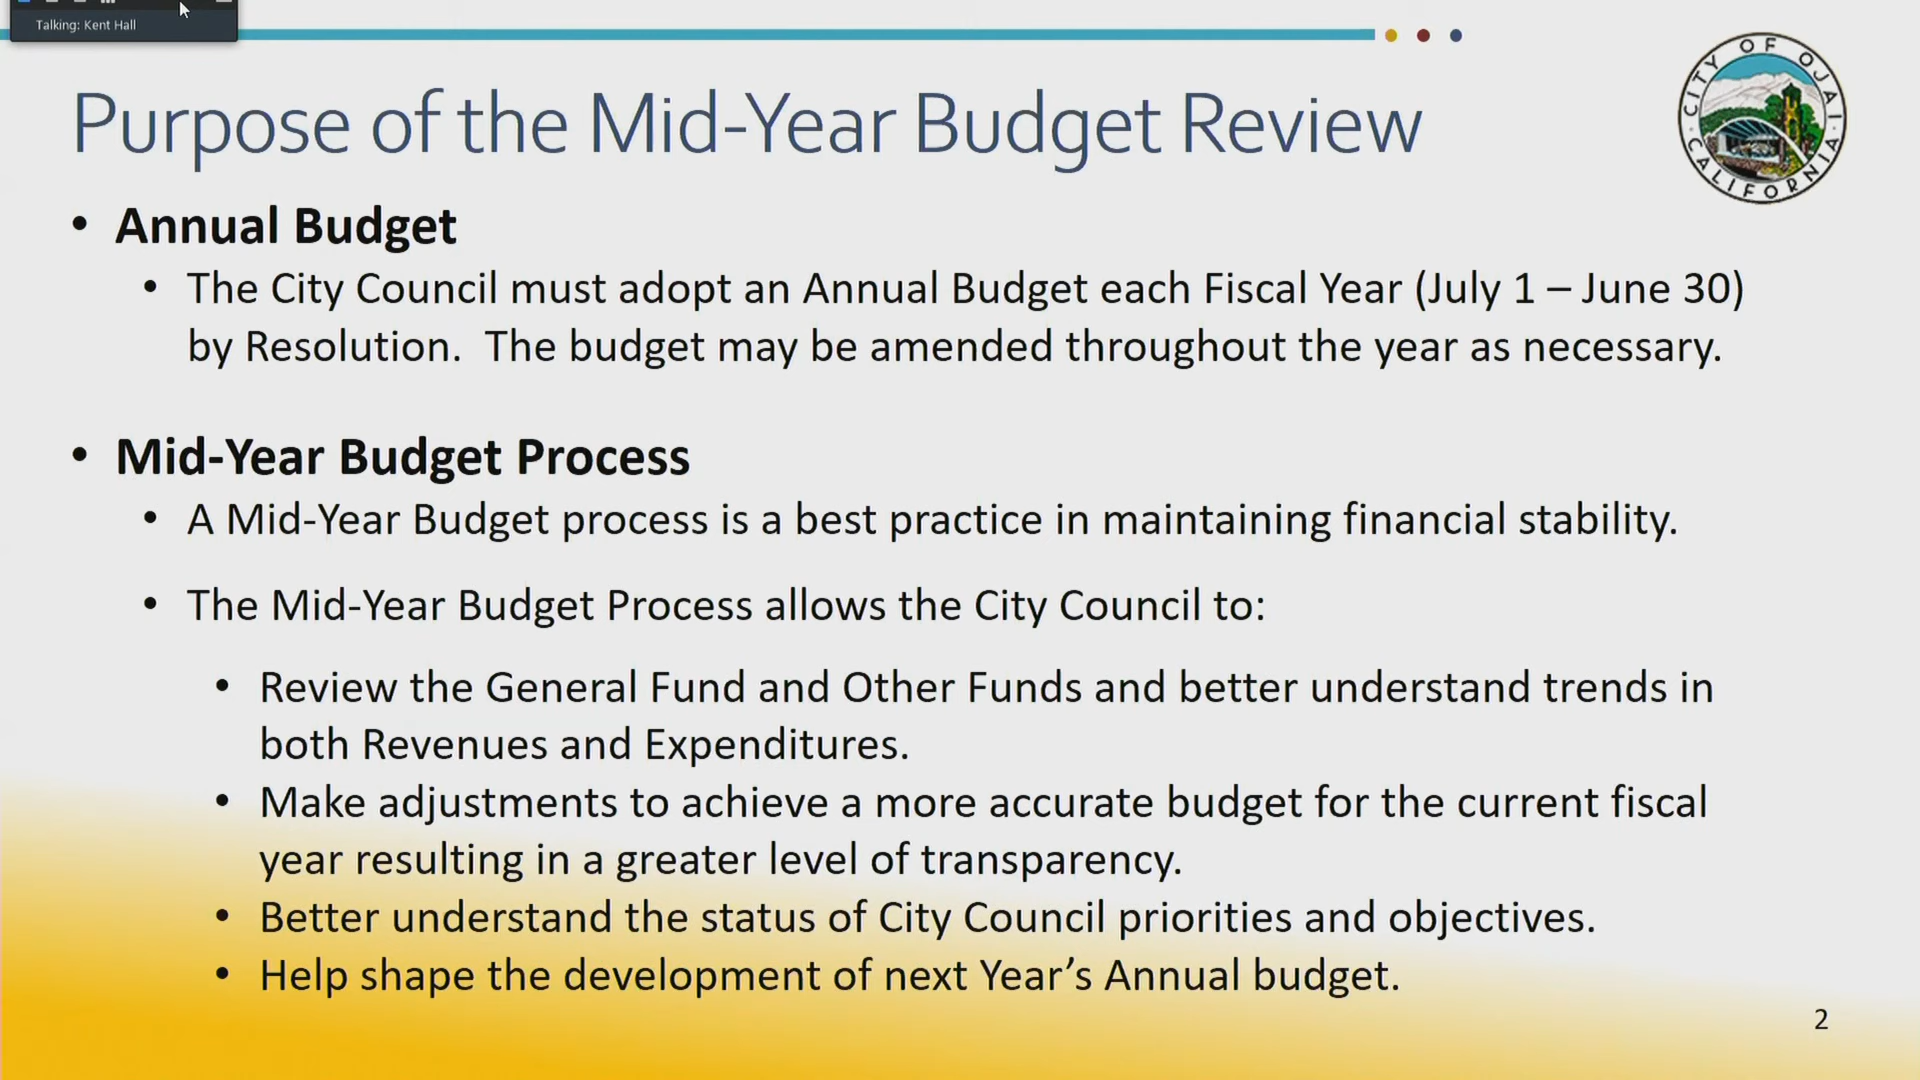 Talking: Kent Hall
Purpose of the Mid-Year Budget Review
CITY OF OJAI
CALIFORNIA
• Annual Budget
• The City Council must adopt an Annual Budget each Fiscal Year (July 1 – June 30)
by Resolution.  The budget may be amended throughout the year as necessary.
• Mid-Year Budget Process
• A Mid-Year Budget process is a best practice in maintaining financial stability.
• The Mid-Year Budget Process allows the City Council to:
• Review the General Fund and Other Funds and better understand trends in
both Revenues and Expenditures.
• Make adjustments to achieve a more accurate budget for the current fiscal
year resulting in a greater level of transparency.
• Better understand the status of City Council priorities and objectives.
• Help shape the development of next Year’s Annual budget.
2